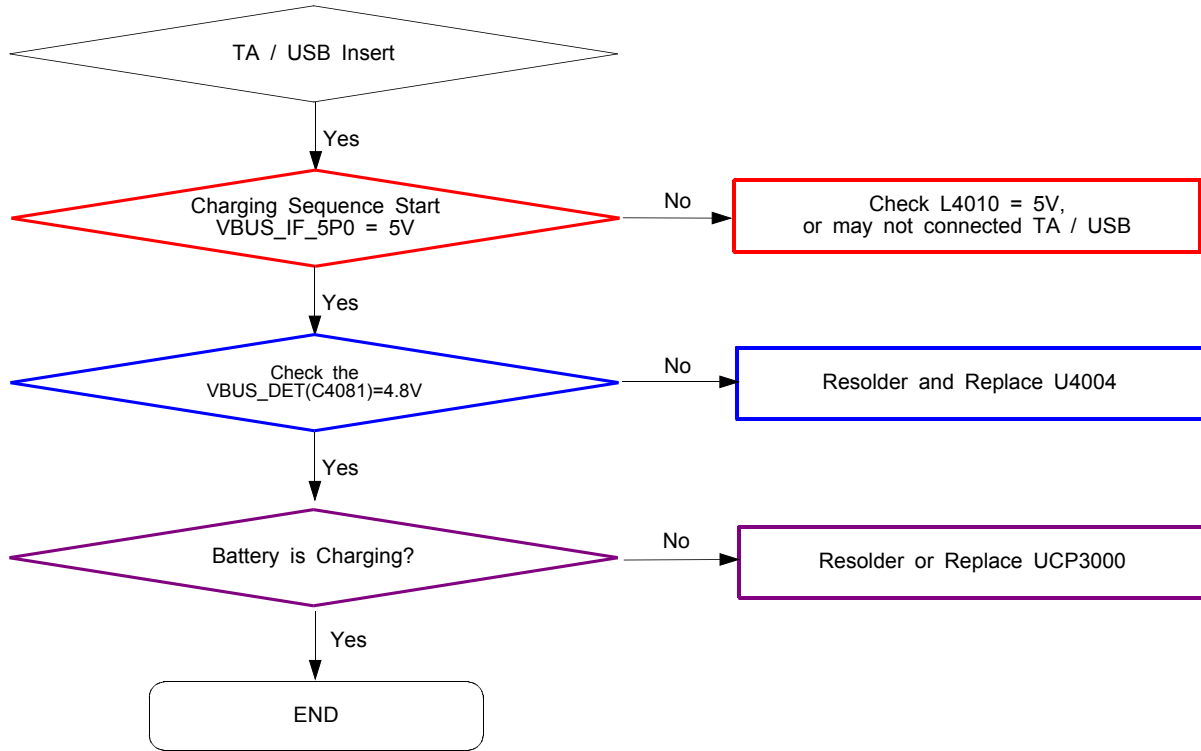 TA / USB Insert
Yes
Charging Sequence Start
VBUS_IF_5P0 = 5V
No
Check L4010 = 5V,
or may not connected TA / USB
Yes
Check the
VBUS_DET(C4081)=4.8V
No
Resolder and Replace U4004
Yes
Battery is Charging?
No
Resolder or Replace UCP3000
Yes
END